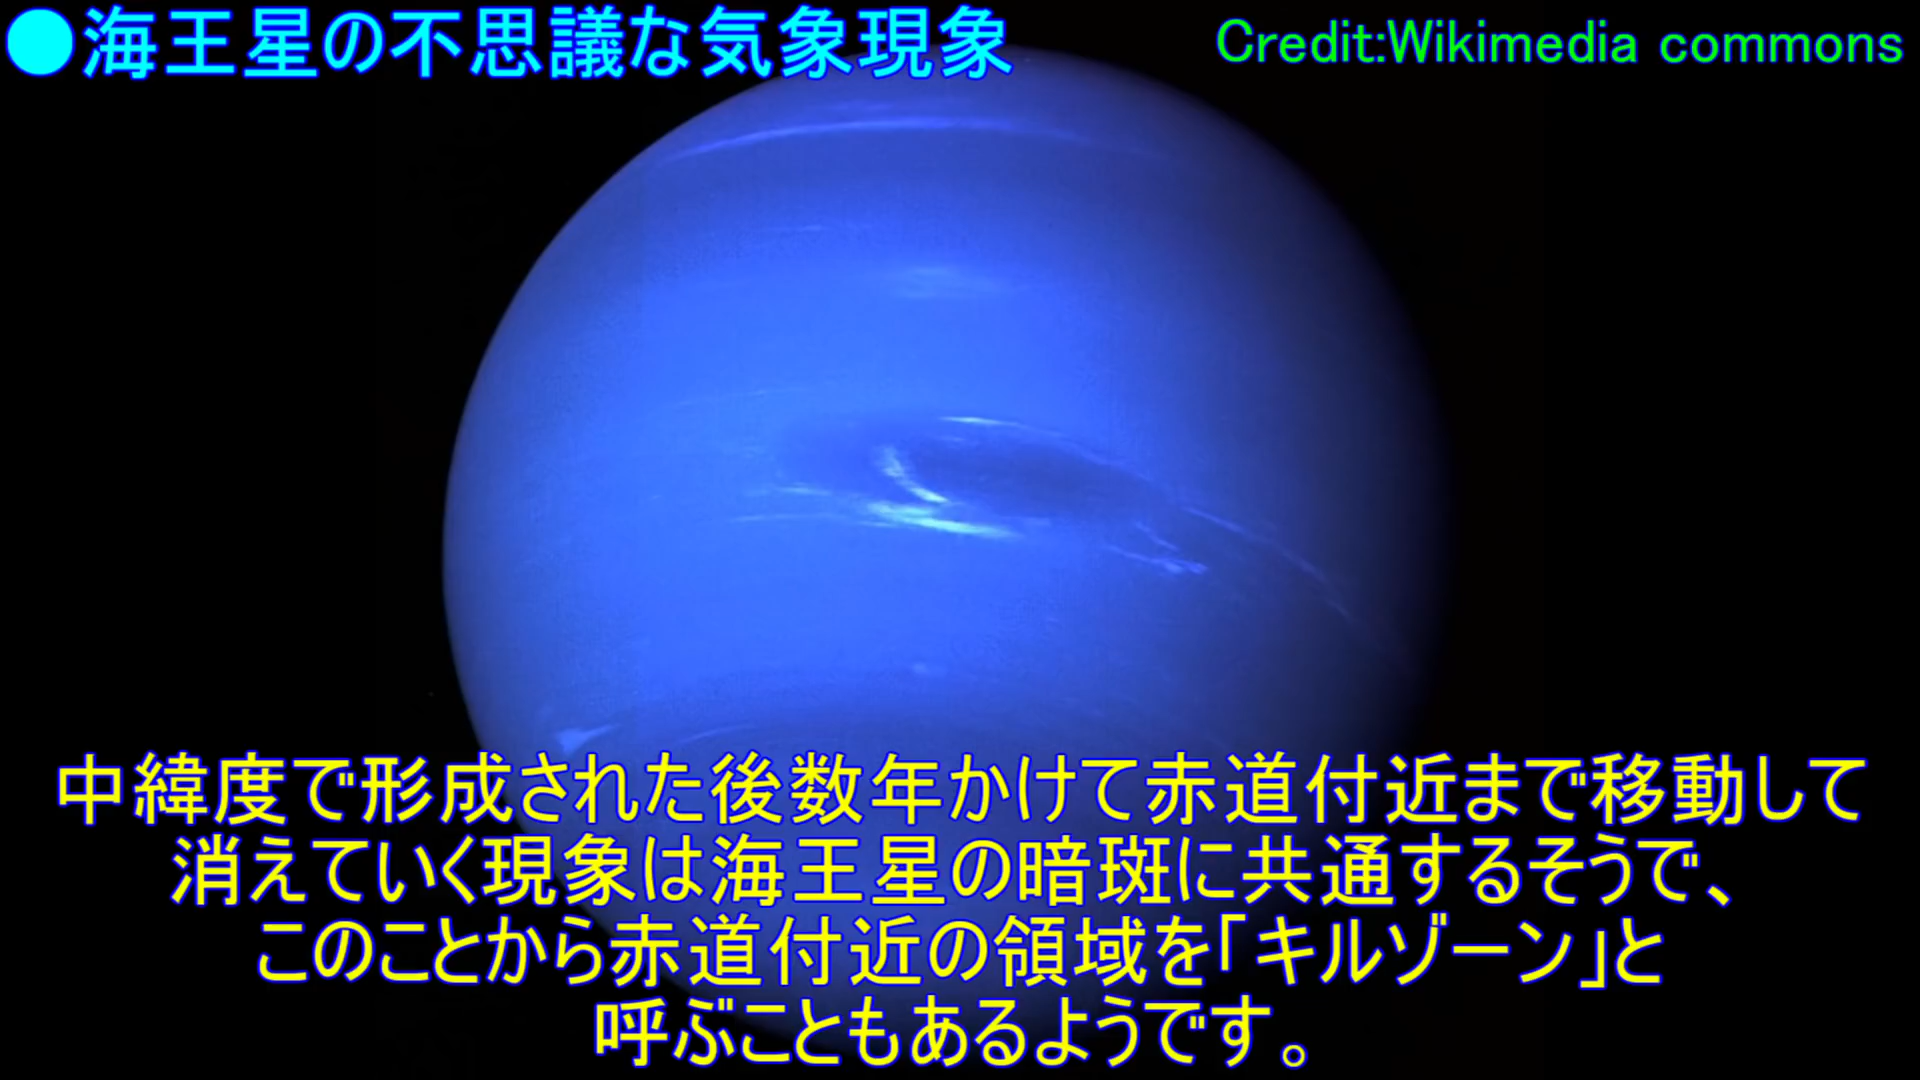 ●海王星の不思議な気象現象
Credit:Wikimedia commons
中緯度で形成された後数年かけて赤道付近まで移動して
消えていく現象は海王星の暗斑に共通するそうで、
このことから赤道付近の領域を「キルゾーン」と
呼ぶこともあるようです。